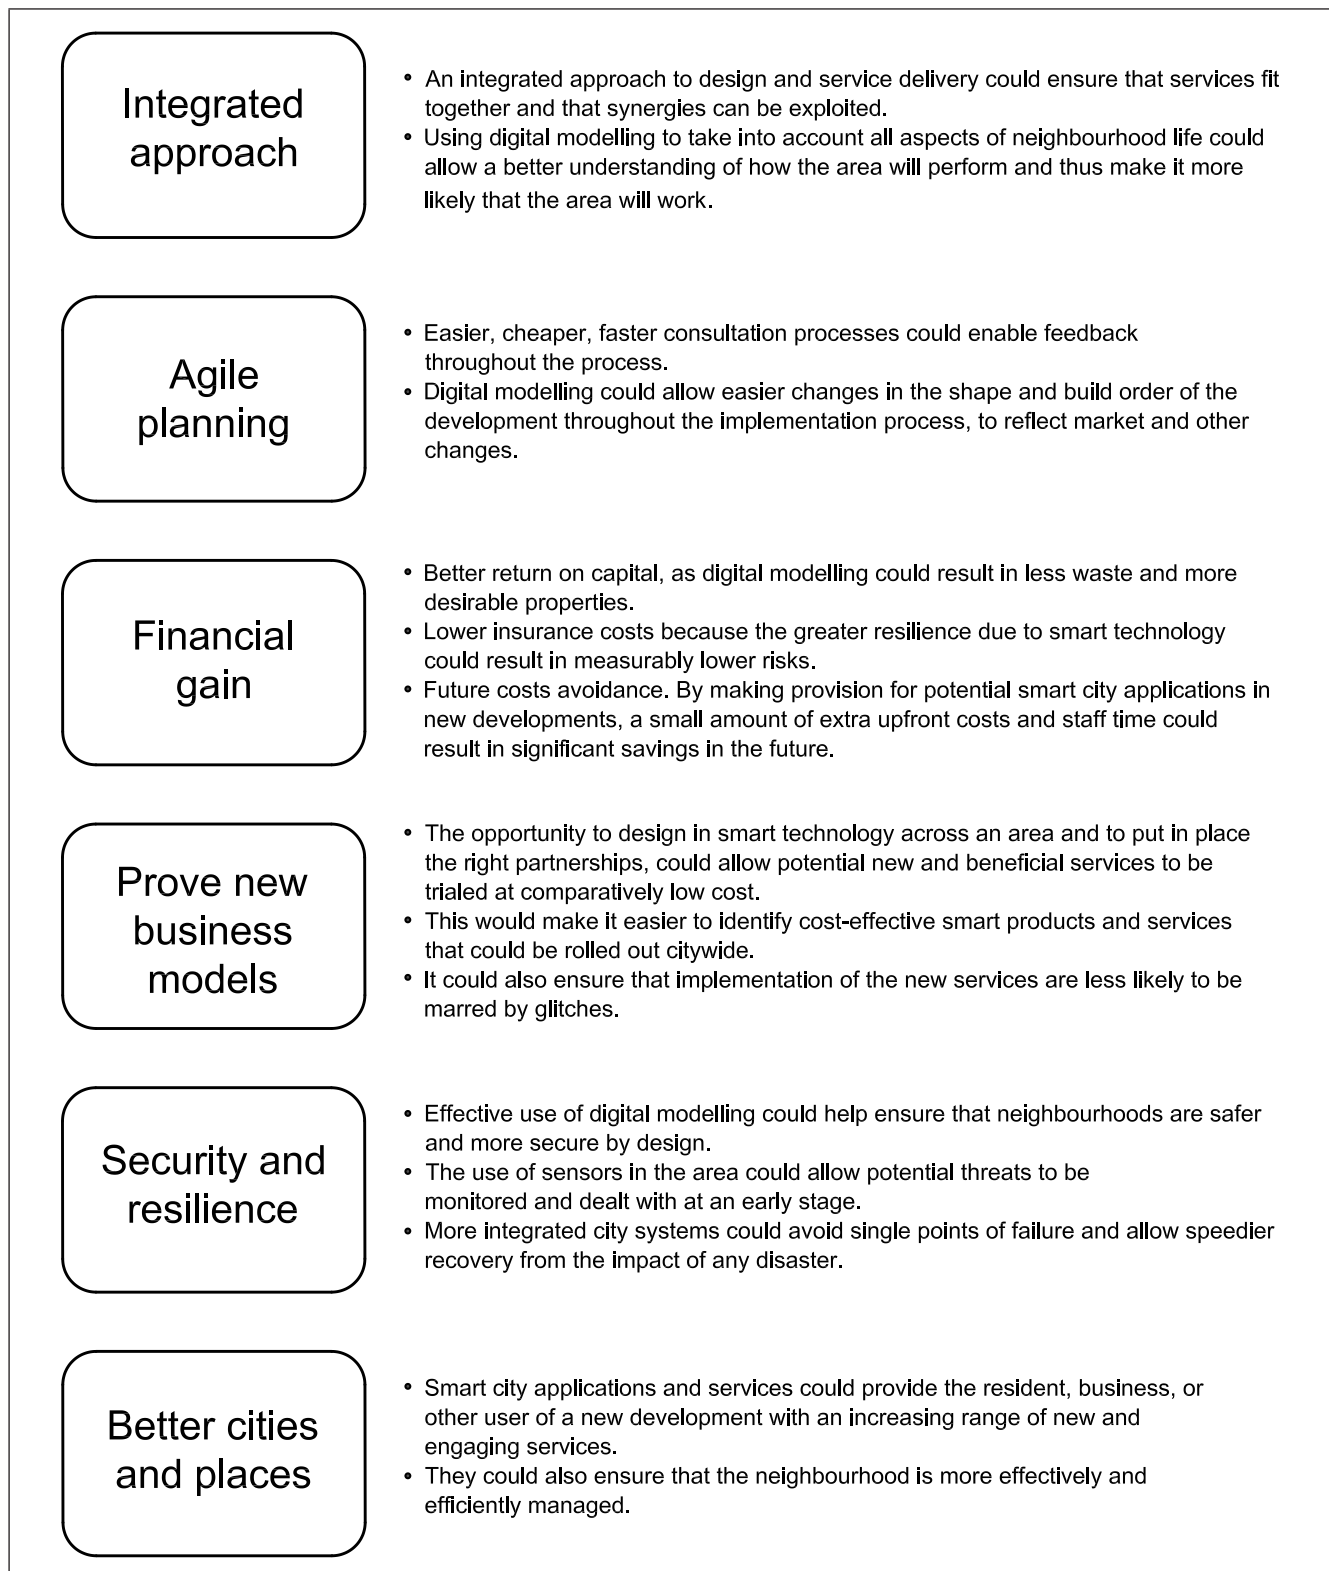 Integrated
approach
• An integrated approach to design and service delivery could ensure that services fit
together and that synergies can be exploited.
• Using digital modelling to take into account all aspects of neighbourhood life could
allow a better understanding of how the area will perform and thus make it more
likely that the area will work.
Agile
planning
• Easier, cheaper, faster consultation processes could enable feedback
throughout the process.
• Digital modelling could allow easier changes in the shape and build order of the
development throughout the implementation process, to reflect market and other
changes.
Financial
gain
• Better return on capital, as digital modelling could result in less waste and more
desirable properties.
• Lower insurance costs because the greater resilience due to smart technology
could result in measurably lower risks.
• Future costs avoidance. By making provision for potential smart city applications in
new developments, a small amount of extra upfront costs and staff time could
result in significant savings in the future.
Prove new
business
models
• The opportunity to design in smart technology across an area and to put in place
the right partnerships, could allow potential new and beneficial services to be
trialed at comparatively low cost.
• This would make it easier to identify cost-effective smart products and services
that could be rolled out citywide.
• It could also ensure that implementation of the new services are less likely to be
marred by glitches.
Security and
resilience
• Effective use of digital modelling could help ensure that neighbourhoods are safer
and more secure by design.
• The use of sensors in the area could allow potential threats to be
monitored and dealt with at an early stage.
• More integrated city systems could avoid single points of failure and allow speedier
recovery from the impact of any disaster.
Better cities
and places
• Smart city applications and services could provide the resident, business, or
other user of a new development with an increasing range of new and
engaging services.
• They could also ensure that the neighbourhood is more effectively and
efficiently managed.